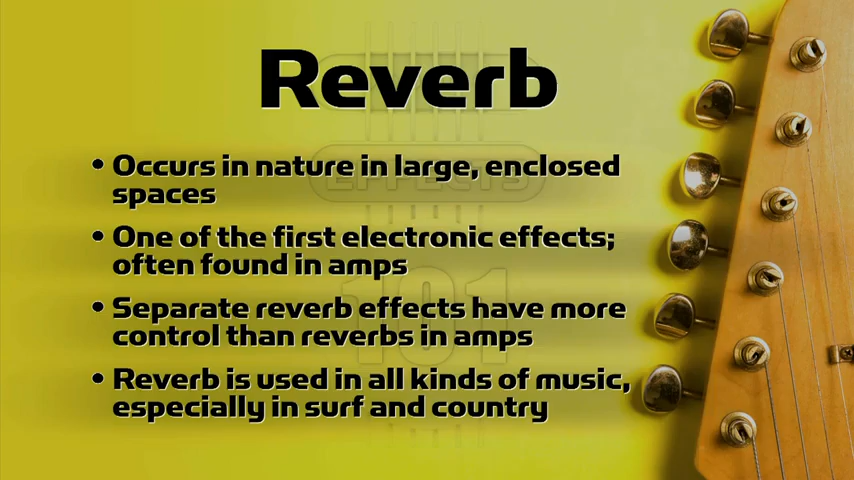 Reverb
• Occurs in nature in large, enclosed
spaces
• One of the first electronic effects;
often found in amps
• Separate reverb effects have more
control than reverbs in amps
• Reverb is used in all kinds of music,
especially in surf and country
EFFECTS
101